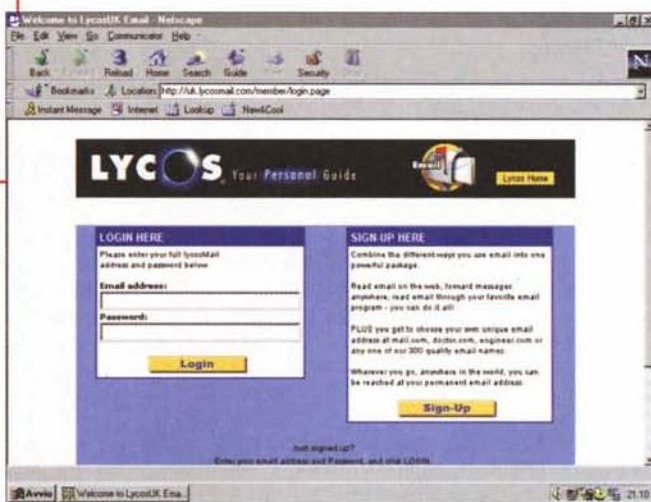 Welcome to LycosUK Email - Netscape
File Edit View Go Communicator Help
Back Reload Home Search Guide Security
Bookmarks Location: http://uk.lycosmail.com/member/login.page
Instant Message Internet Lookup New&Cool
LYCOS Your Personal Guide
Email
Lycos Home
LOGIN HERE
Please enter your full lycosMail
address and password below
Email address:
Password:
Login
SIGN-UP HERE
Combine the different ways you use email into one
powerful package.
Read email on the web, forward messages
anywhere, read email through your favorite email
program - you can do it all!
PLUS you get to choose your own unique email
address at mail.com, doctor.com, engineer.com or
any one of our 300 quality email names.
Wherever you go, anywhere in the world, you can
be reached at your permanent email address.
Sign-Up
Just signed up?
Enter your email address and Password, and click LOGIN.
Avvio Welcome to LycosUK Ema... 21.10